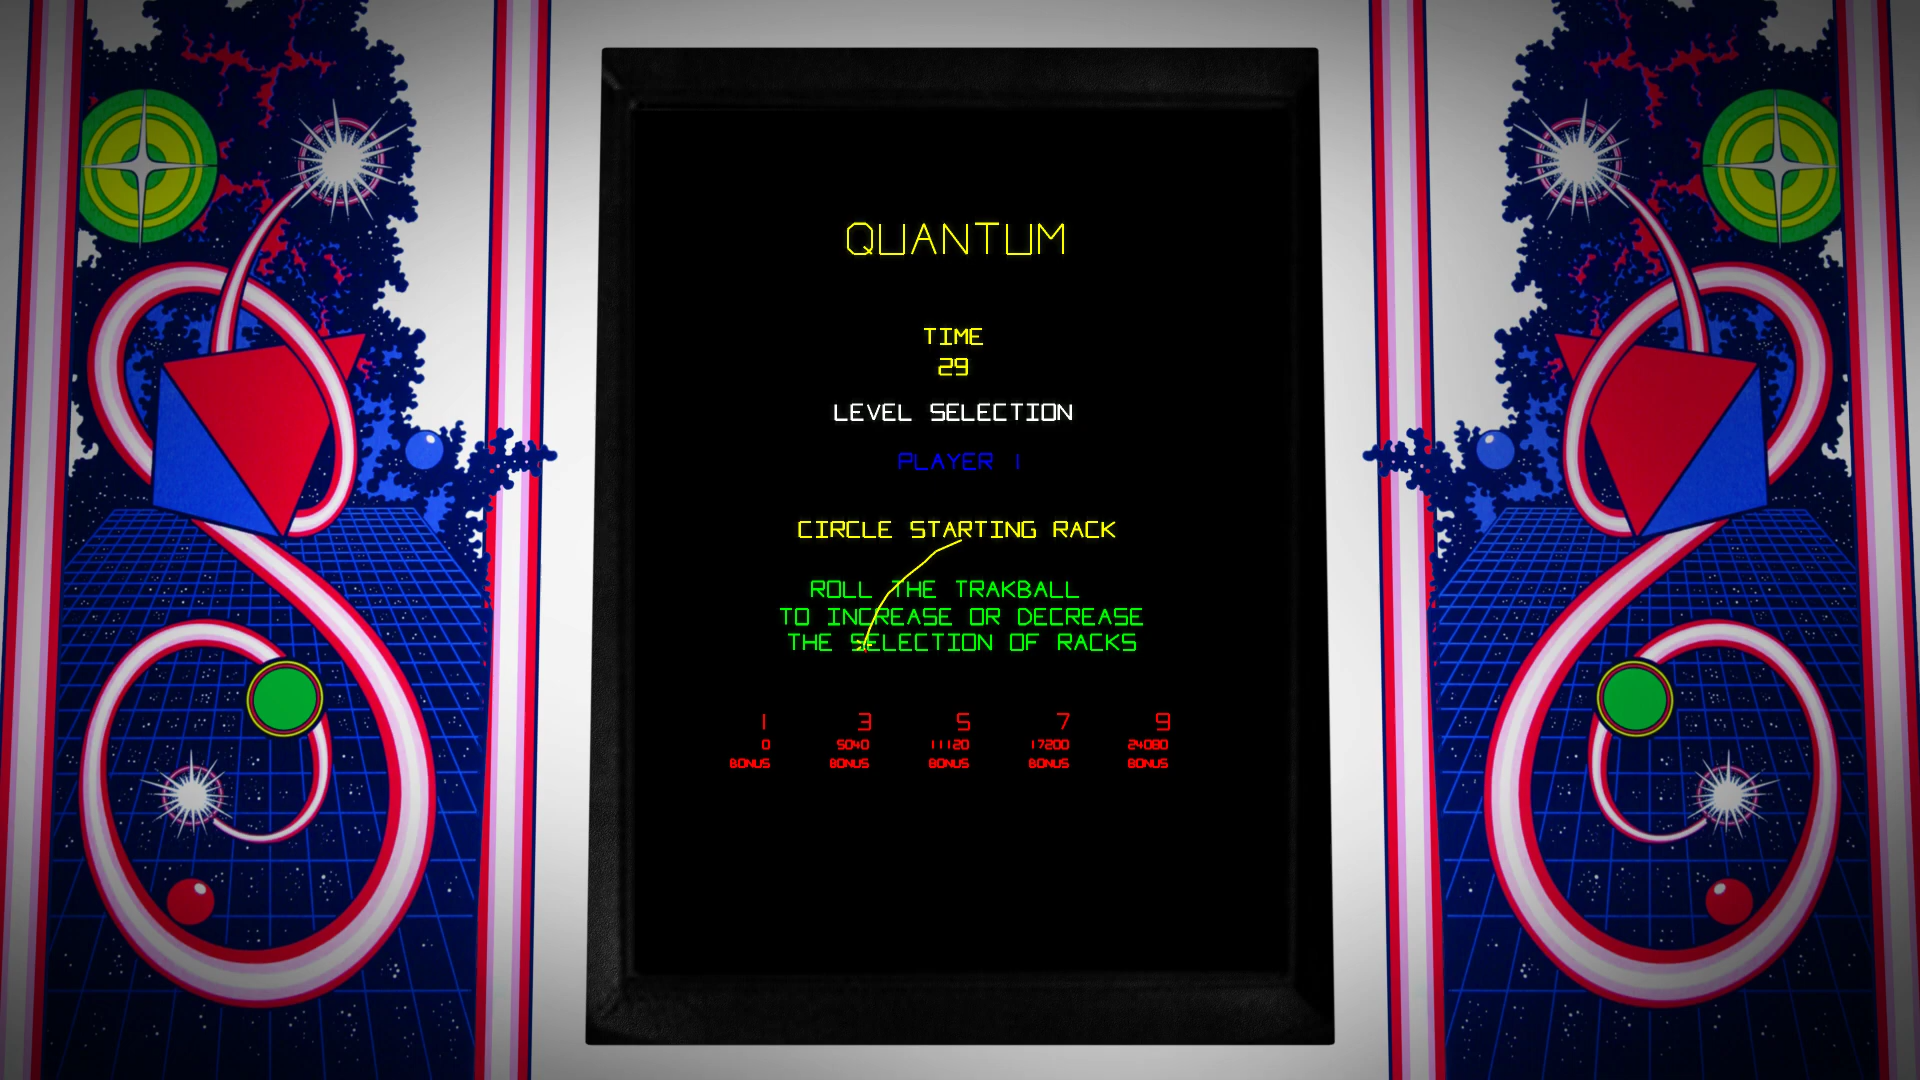 QUANTUM
TIME
29
LEVEL SELECTION
PLAYER 1
CIRCLE STARTING RACK
ROLL THE TRAKBALL
TO INCREASE OR DECREASE
THE SELECTION OF RACKS
1 3 5 7 9
0 5040 11120 17200 24080
BONUS BONUS BONUS BONUS BONUS